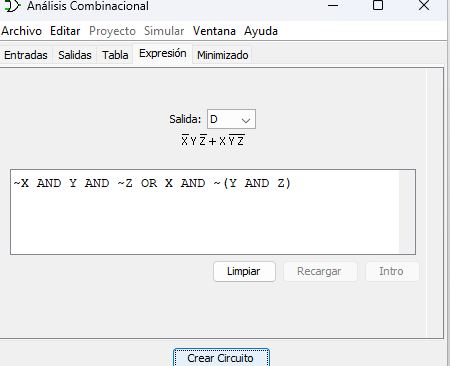 Análisis Combinacional
Archivo Editar Proyecto Simular Ventana Ayuda
Entradas Salidas Tabla Expresión Minimizado
Salida: D
X̅ Y Z̅ + X Y̅ Z̅
~X AND Y AND ~Z OR X AND ~(Y AND Z)
Limpiar Recargar Intro
Crear Circuito